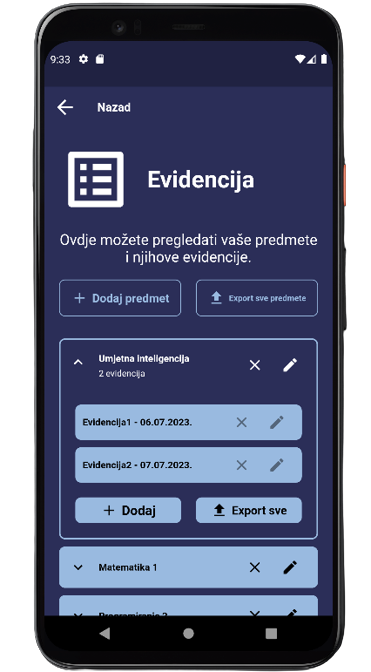 9:33
Nazad
Evidencija
Ovdje možete pregledati vaše predmete
i njihove evidencije.
Dodaj predmet
Export sve predmete
Umjetna inteligencija
2 evidencija
Evidencija1 - 06.07.2023.
Evidencija2 - 07.07.2023.
Dodaj
Export sve
Matematika 1